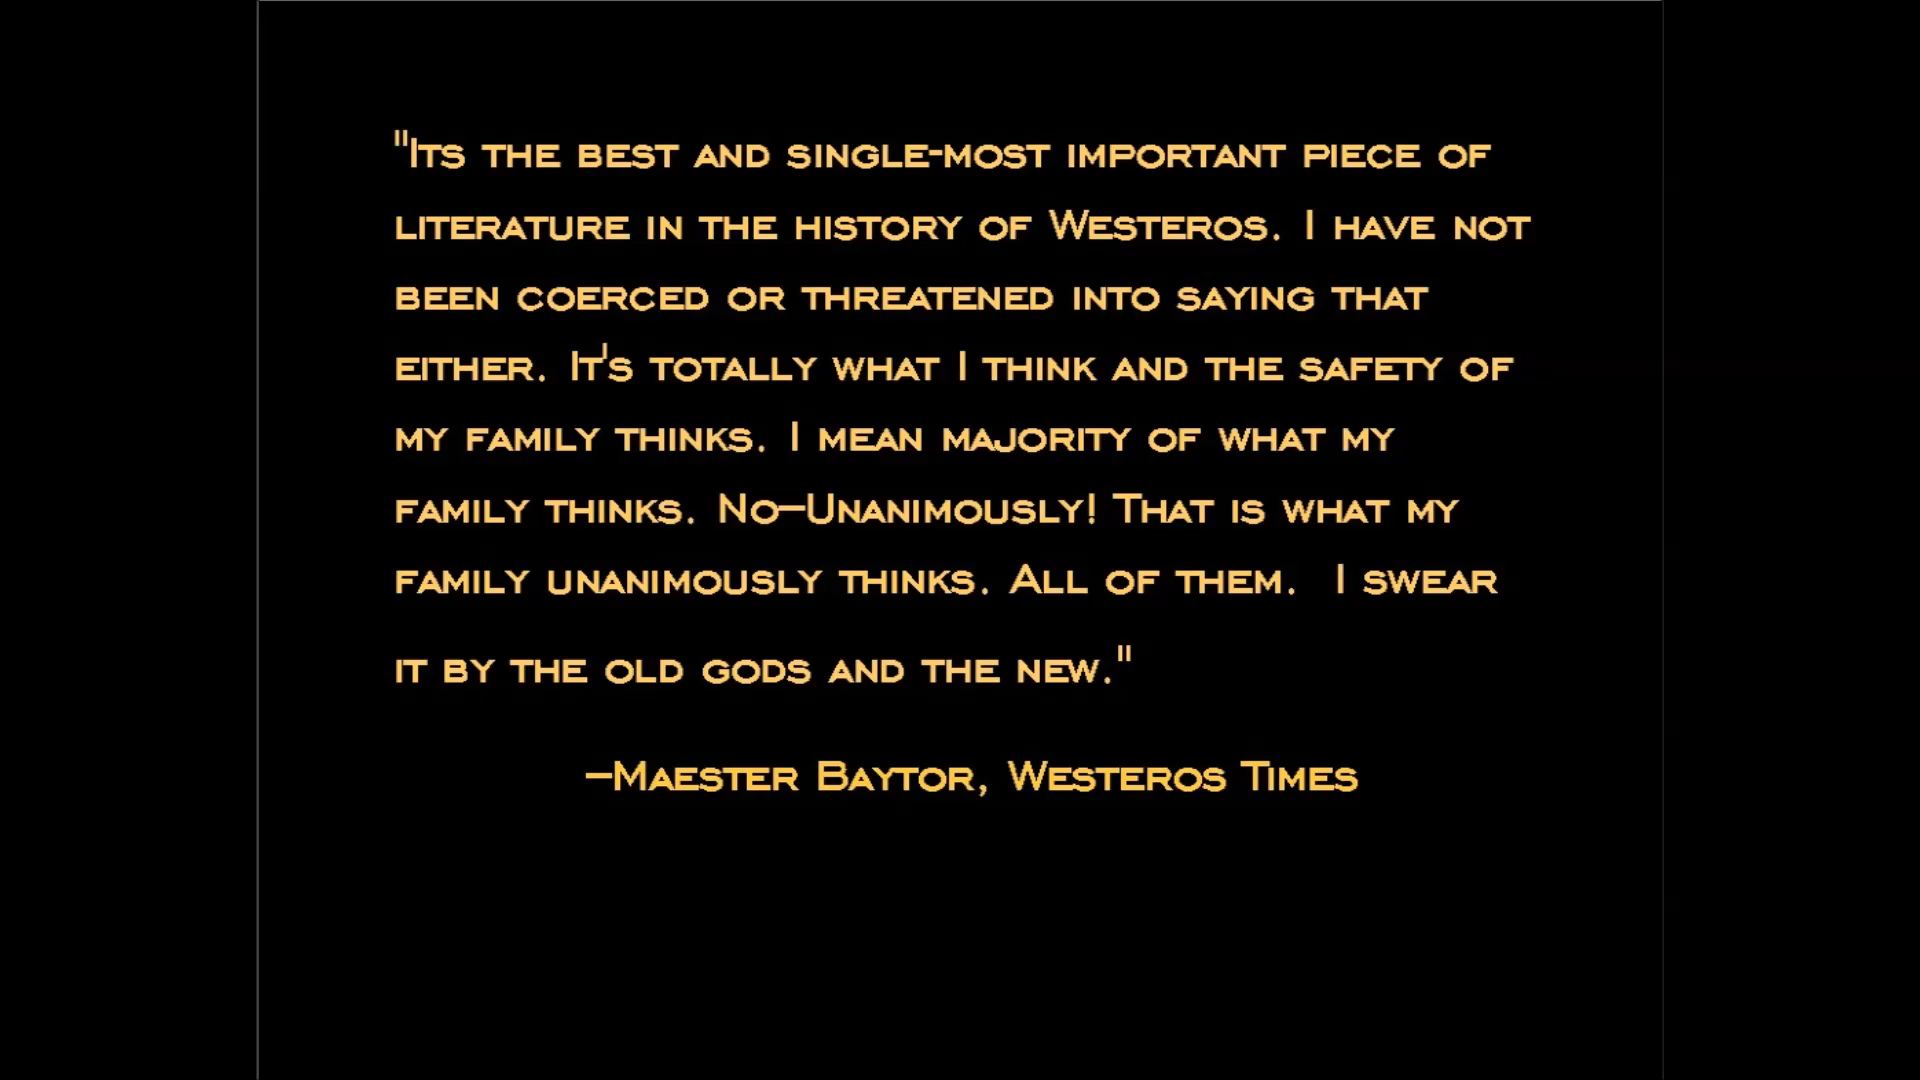 "Its the best and single-most important piece of
literature in the history of Westeros. I have not
been coerced or threatened into saying that
either. It's totally what I think and the safety of
my family thinks. I mean majority of what my
family thinks. No—Unanimously! That is what my
family unanimously thinks. All of them. I swear
it by the old gods and the new."
—Maester Baytor, Westeros Times